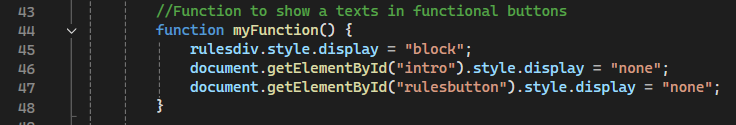 43 //Function to show a texts in functional buttons
44 function myFunction() {
45 rulesdiv.style.display = "block";
46 document.getElementById("intro").style.display = "none";
47 document.getElementById("rulesbutton").style.display = "none";
48 }